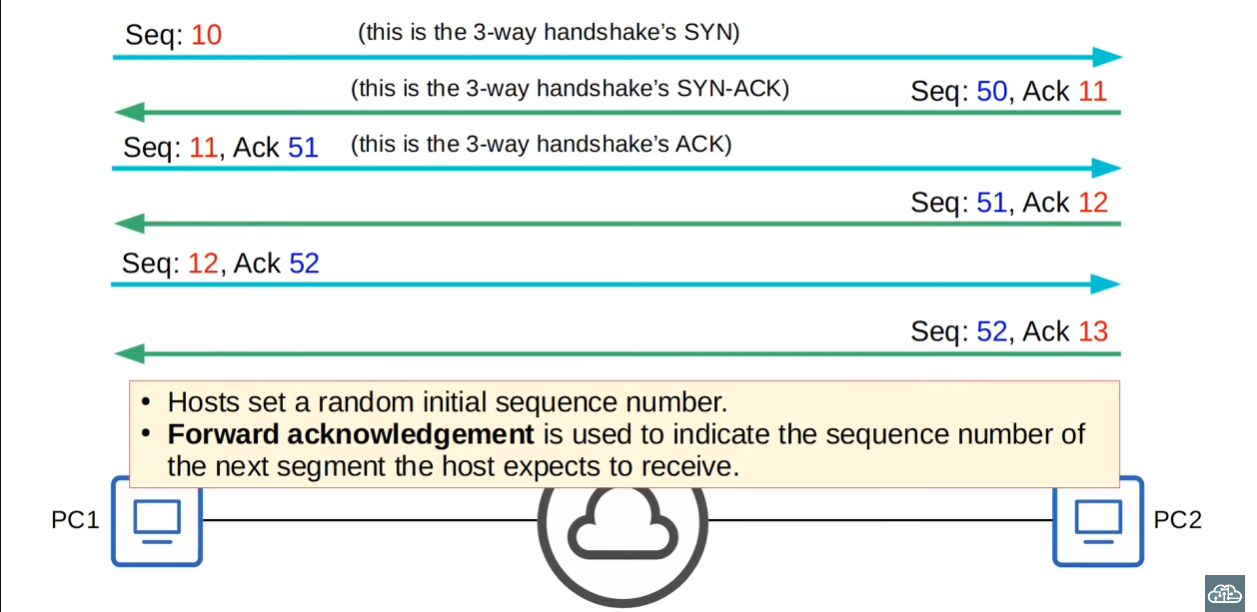 Seq: 10 (this is the 3-way handshake's SYN)
(this is the 3-way handshake's SYN-ACK) Seq: 50, Ack 11
Seq: 11, Ack 51 (this is the 3-way handshake's ACK)
Seq: 51, Ack 12
Seq: 12, Ack 52
Seq: 52, Ack 13
• Hosts set a random initial sequence number.
• Forward acknowledgement is used to indicate the sequence number of
the next segment the host expects to receive.
PC1 PC2